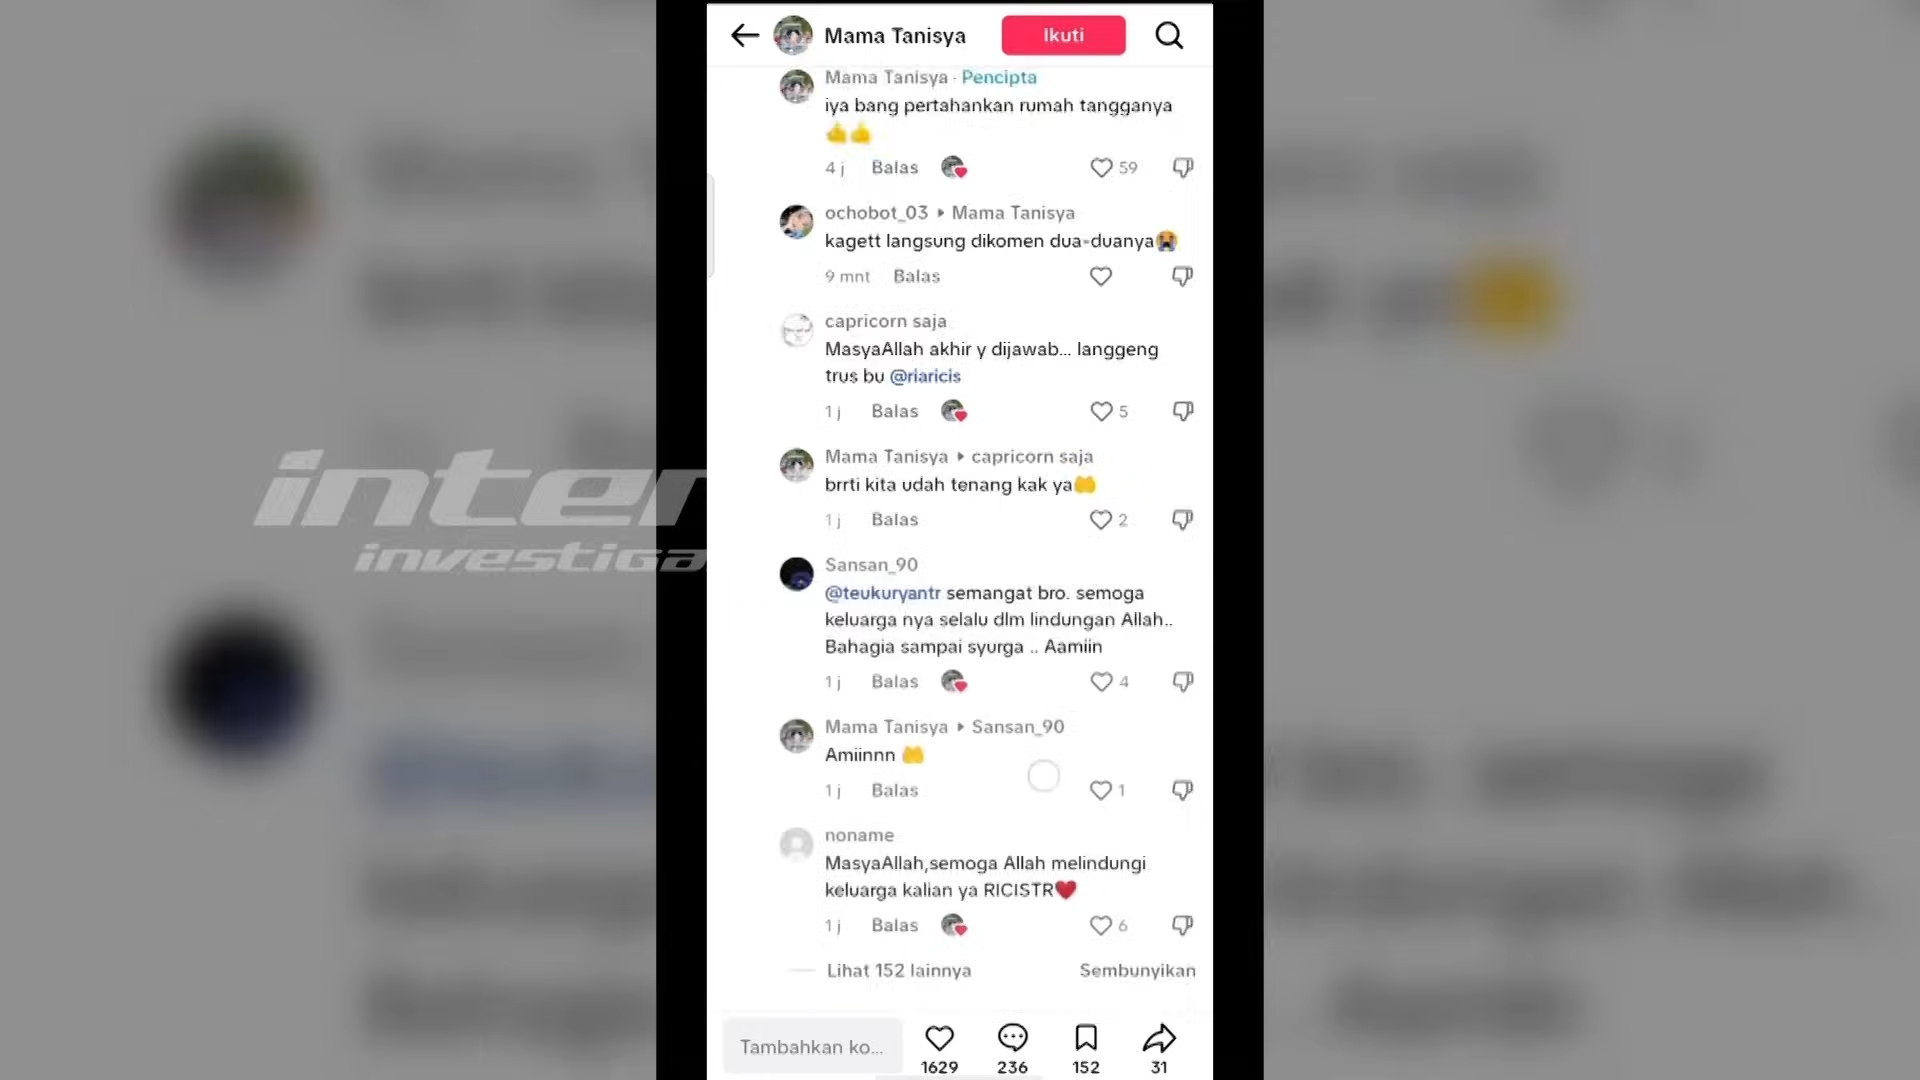 Mama Tanisya
Ikuti
Mama Tanisya · Pencipta
iya bang pertahankan rumah tangganya
4 j Balas 59
ochobot_03 Mama Tanisya
kagett langsung dikomen dua-duanya😭
9 mnt Balas
capricorn saja
MasyaAllah akhir y dijawab... langgeng
trus bu @riaricis
1 j Balas 5
Mama Tanisya capricorn saja
brrti kita udah tenang kak ya🤲
1 j Balas 2
Sansan_90
@teukuryantr semangat bro. semoga
keluarga nya selalu dlm lindungan Allah..
Bahagia sampai syurga .. Aamiin
1 j Balas 4
Mama Tanisya Sansan_90
Amiinnn 🤲
1 j Balas 1
noname
MasyaAllah,semoga Allah melindungi
keluarga kalian ya RICISTR❤️
1 j Balas 6
Lihat 152 lainnya Sembunyikan
Tambahkan ko...
1629 236 152 31
inter
investiga